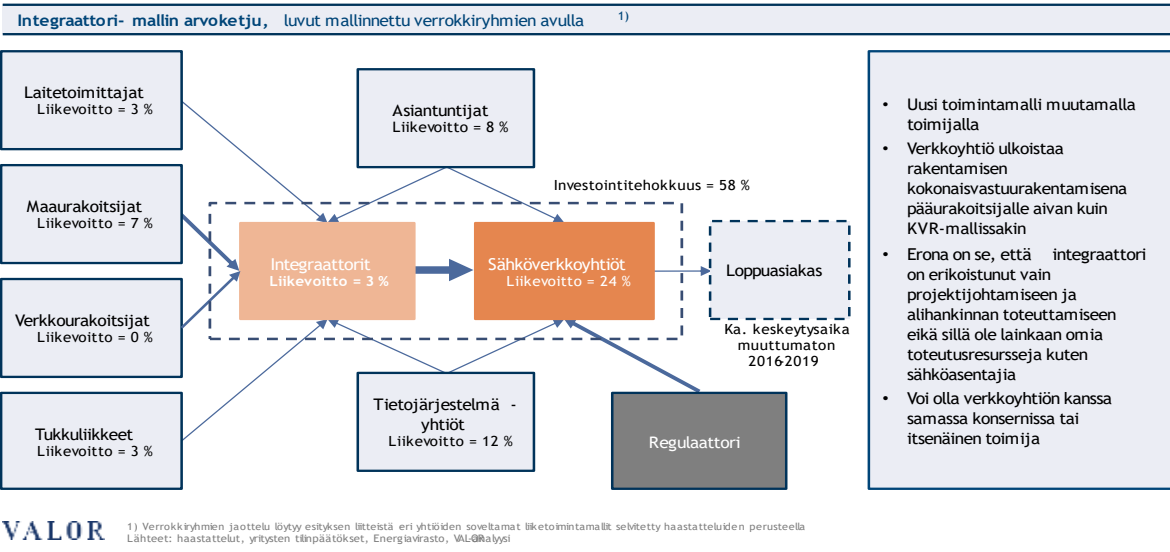 Integraattori- mallin arvoketju, luvut mallinnettu verrokkiryhmien avulla 1)
Laitetoimittajat
Liikevoitto = 3 %
Maaurakoitsijat
Liikevoitto = 7 %
Verkkourakoitsijat
Liikevoitto = 0 %
Tukkuliikkeet
Liikevoitto = 3 %
Asiantuntijat
Liikevoitto = 8 %
Investointitehokkuus = 58 %
Integraattorit
Liikevoitto = 3 %
Sähköverkkoyhtiöt
Liikevoitto = 24 %
Loppuasiakas
Ka. keskeytysaika
muuttumaton
2016-2019
Tietojärjestelmä -
yhtiöt
Liikevoitto = 12 %
Regulaattori
• Uusi toimintamalli muutamalla
toimijalla
• Verkkoyhtiö ulkoistaa
rakentamisen
kokonaisvastuurakentamisena
pääurakoitsijalle aivan kuin
KVR-mallissakin
• Erona on se, että integraattori
on erikoistunut vain
projektijohtamiseen ja
alihankinnan toteuttamiseen
eikä sillä ole lainkaan omia
toteutusresursseja kuten
sähköasentajia
• Voi olla verkkoyhtiön kanssa
samassa konsernissa tai
itsenäinen toimija
VALOR
1) Verrokkiryhmien jaottelu löytyy esityksen liitteistä eri yhtiöiden soveltamat liiketoimintamallit selvitetty haastatteluiden perusteella
Lähteet: haastattelut, yritysten tilinpäätökset, Energiavirasto, VALOR-analyysi